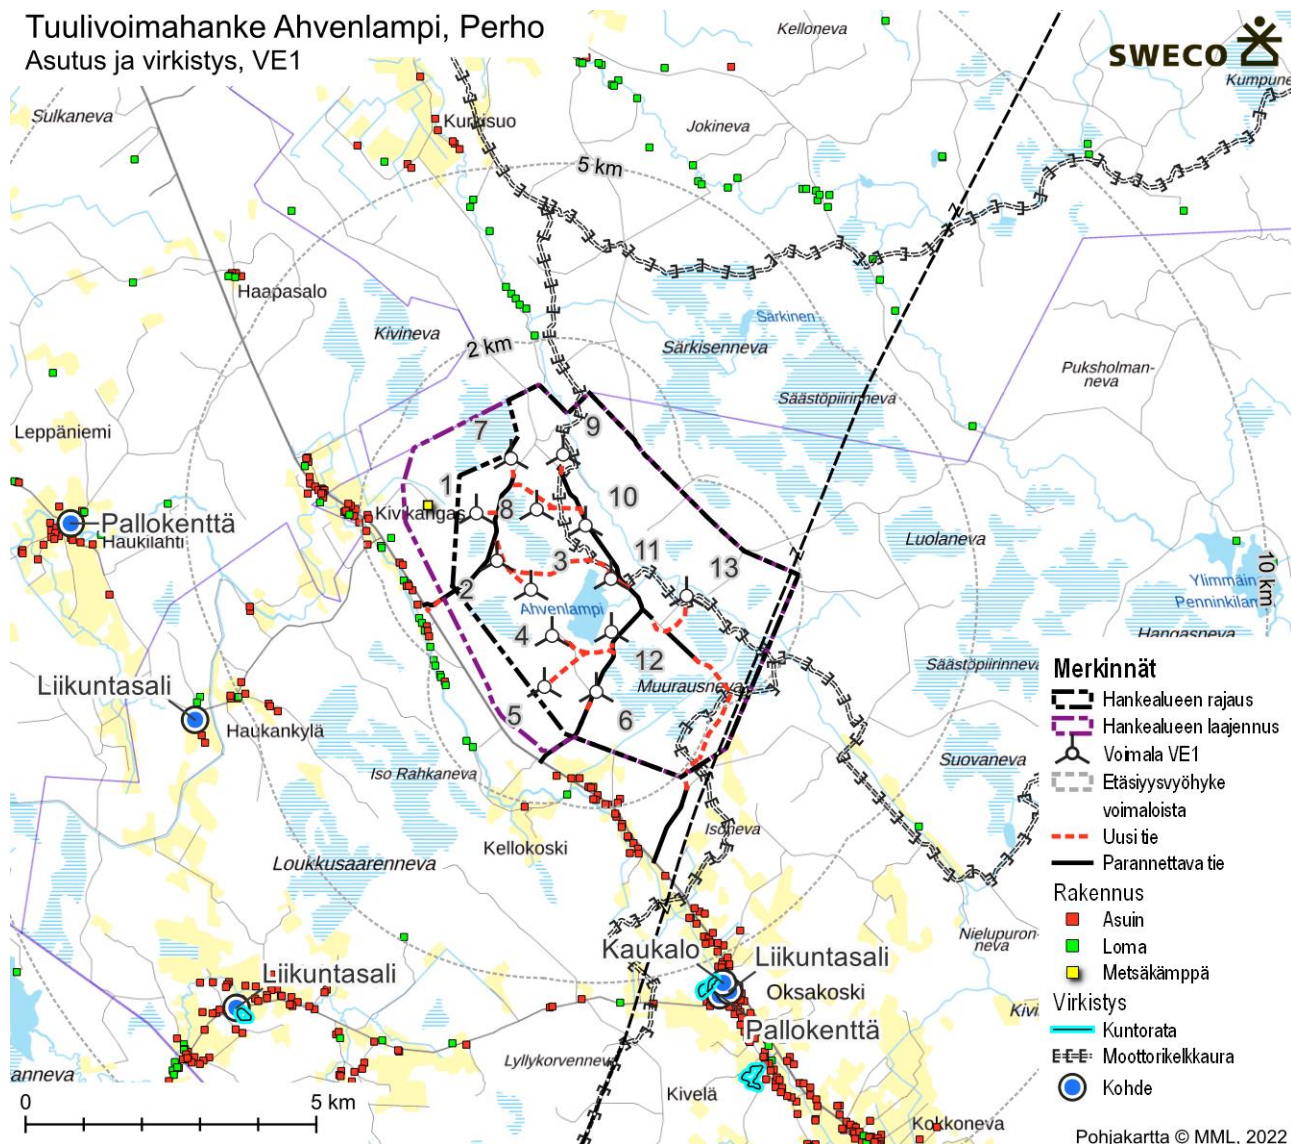 Tuulivoimahanke Ahvenlampi, Perho
Asutus ja virkistys, VE1
SWECO
Kelloneva
Sulkaneva
Kurkisuo
Jokineva
5 km
Haapasalo
Kivineva
2 km
Särkinen
Särkisenneva
Puksholman-
neva
Säästöpiirinneva
Leppäniemi
7
9
1
10
Kivikangas
8
Pallokenttä
Haukilahti
Luolaneva
11
3
13
10 km
Ylimmäin
Penninkilam
2
Ahvenlampi
4
Hangasneva
12
Säästöpiirinneva
Muurausneva
Liikuntasali
5
6
Haukankylä
Iso Rahkaneva
Suovaneva
Isoneva
Kellokoski
Loukkusaarenneva
Nielupuron
neva
Kaukalo
Liikuntasali
Liikuntasali
Oksakoski
Pallokenttä
Lyllykorvenneva
anneva
Kivelä
Kokkoneva
0
5 km
Merkinnät
Hankealueen rajaus
Hankealueen laajennus
Voimala VE1
Etäsiyysvyöhyke
voimaloista
Uusi tie
Parannettava tie
Rakennus
Asuin
Loma
Metsäkämppä
Virkistys
Kuntorata
Moottorikelkkaura
Kohde
Pohjakartta © MML, 2022